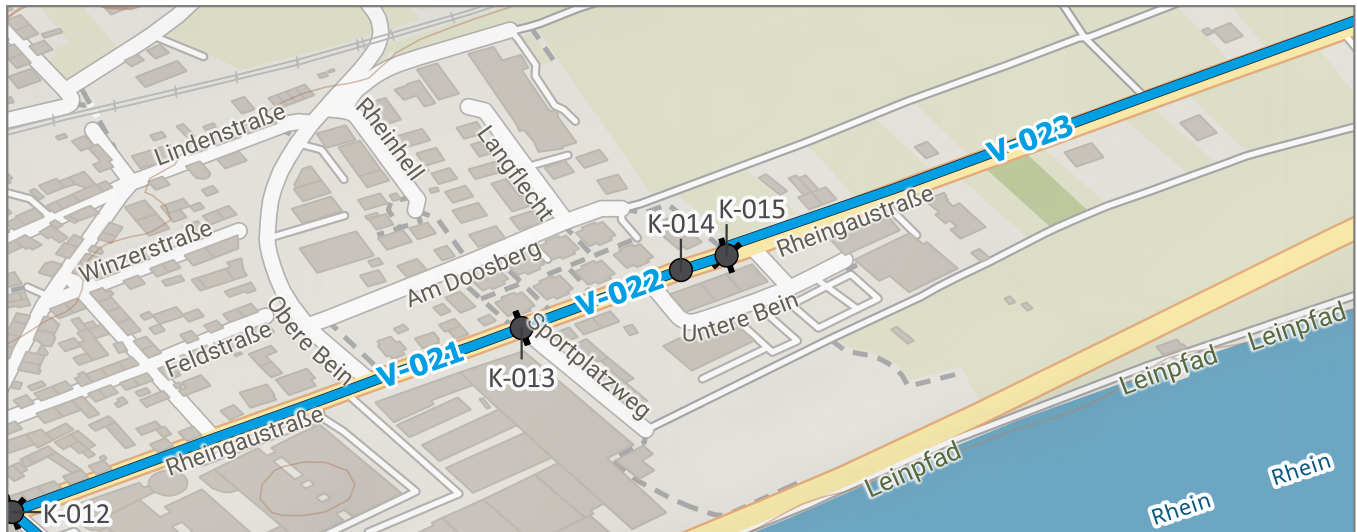 Lindenstraße
Rheinhell
Langflecht
V-023
K-014
K-015
Rheingaustraße
Winzerstraße
Am Doosberg
V-022
Obere Bein
Feldstraße
Sportplatzweg
Untere Bein
V-021
K-013
Leinpfad
Leinpfad
Rheingaustraße
Leinpfad
K-012
Rhein
Rhein